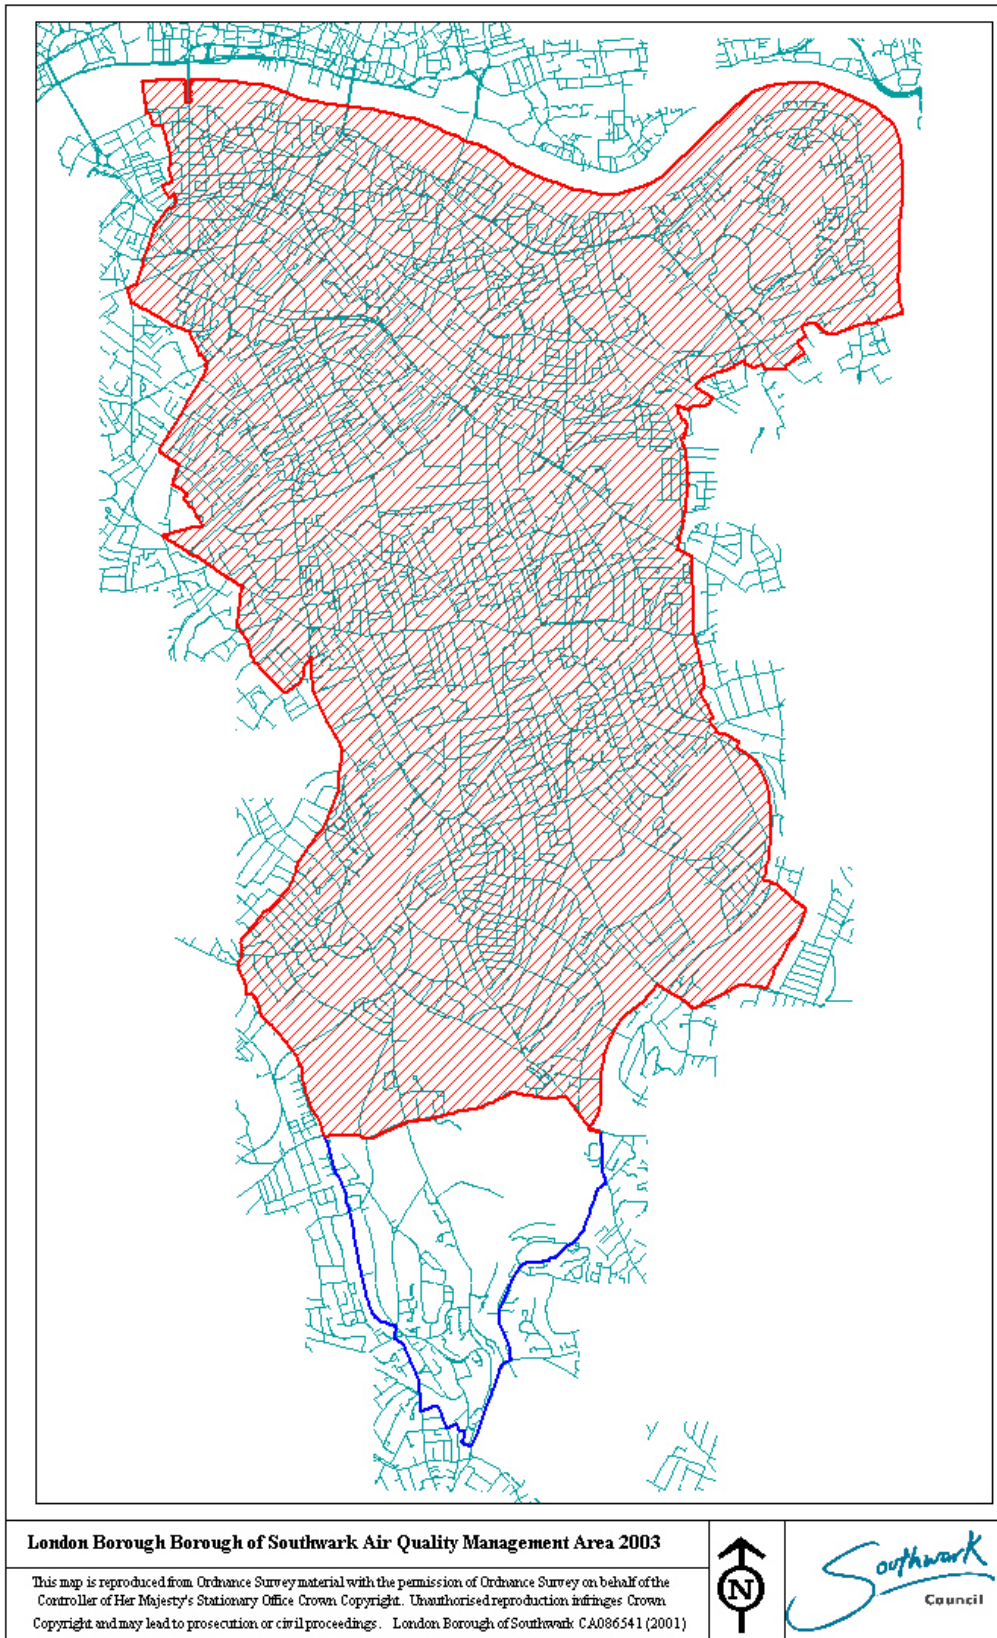 London Borough Borough of Southwark Air Quality Management Area 2003
This map is reproduced from Ordnance Survey material with the permission of Ordnance Survey on behalf of the
Controller of Her Majesty's Stationary Office Crown Copyright. Unauthorised reproduction infringes Crown
Copyright and may lead to prosecution or civil proceedings. London Borough of Southwark CA086541 (2001)
N
Southwark
Council